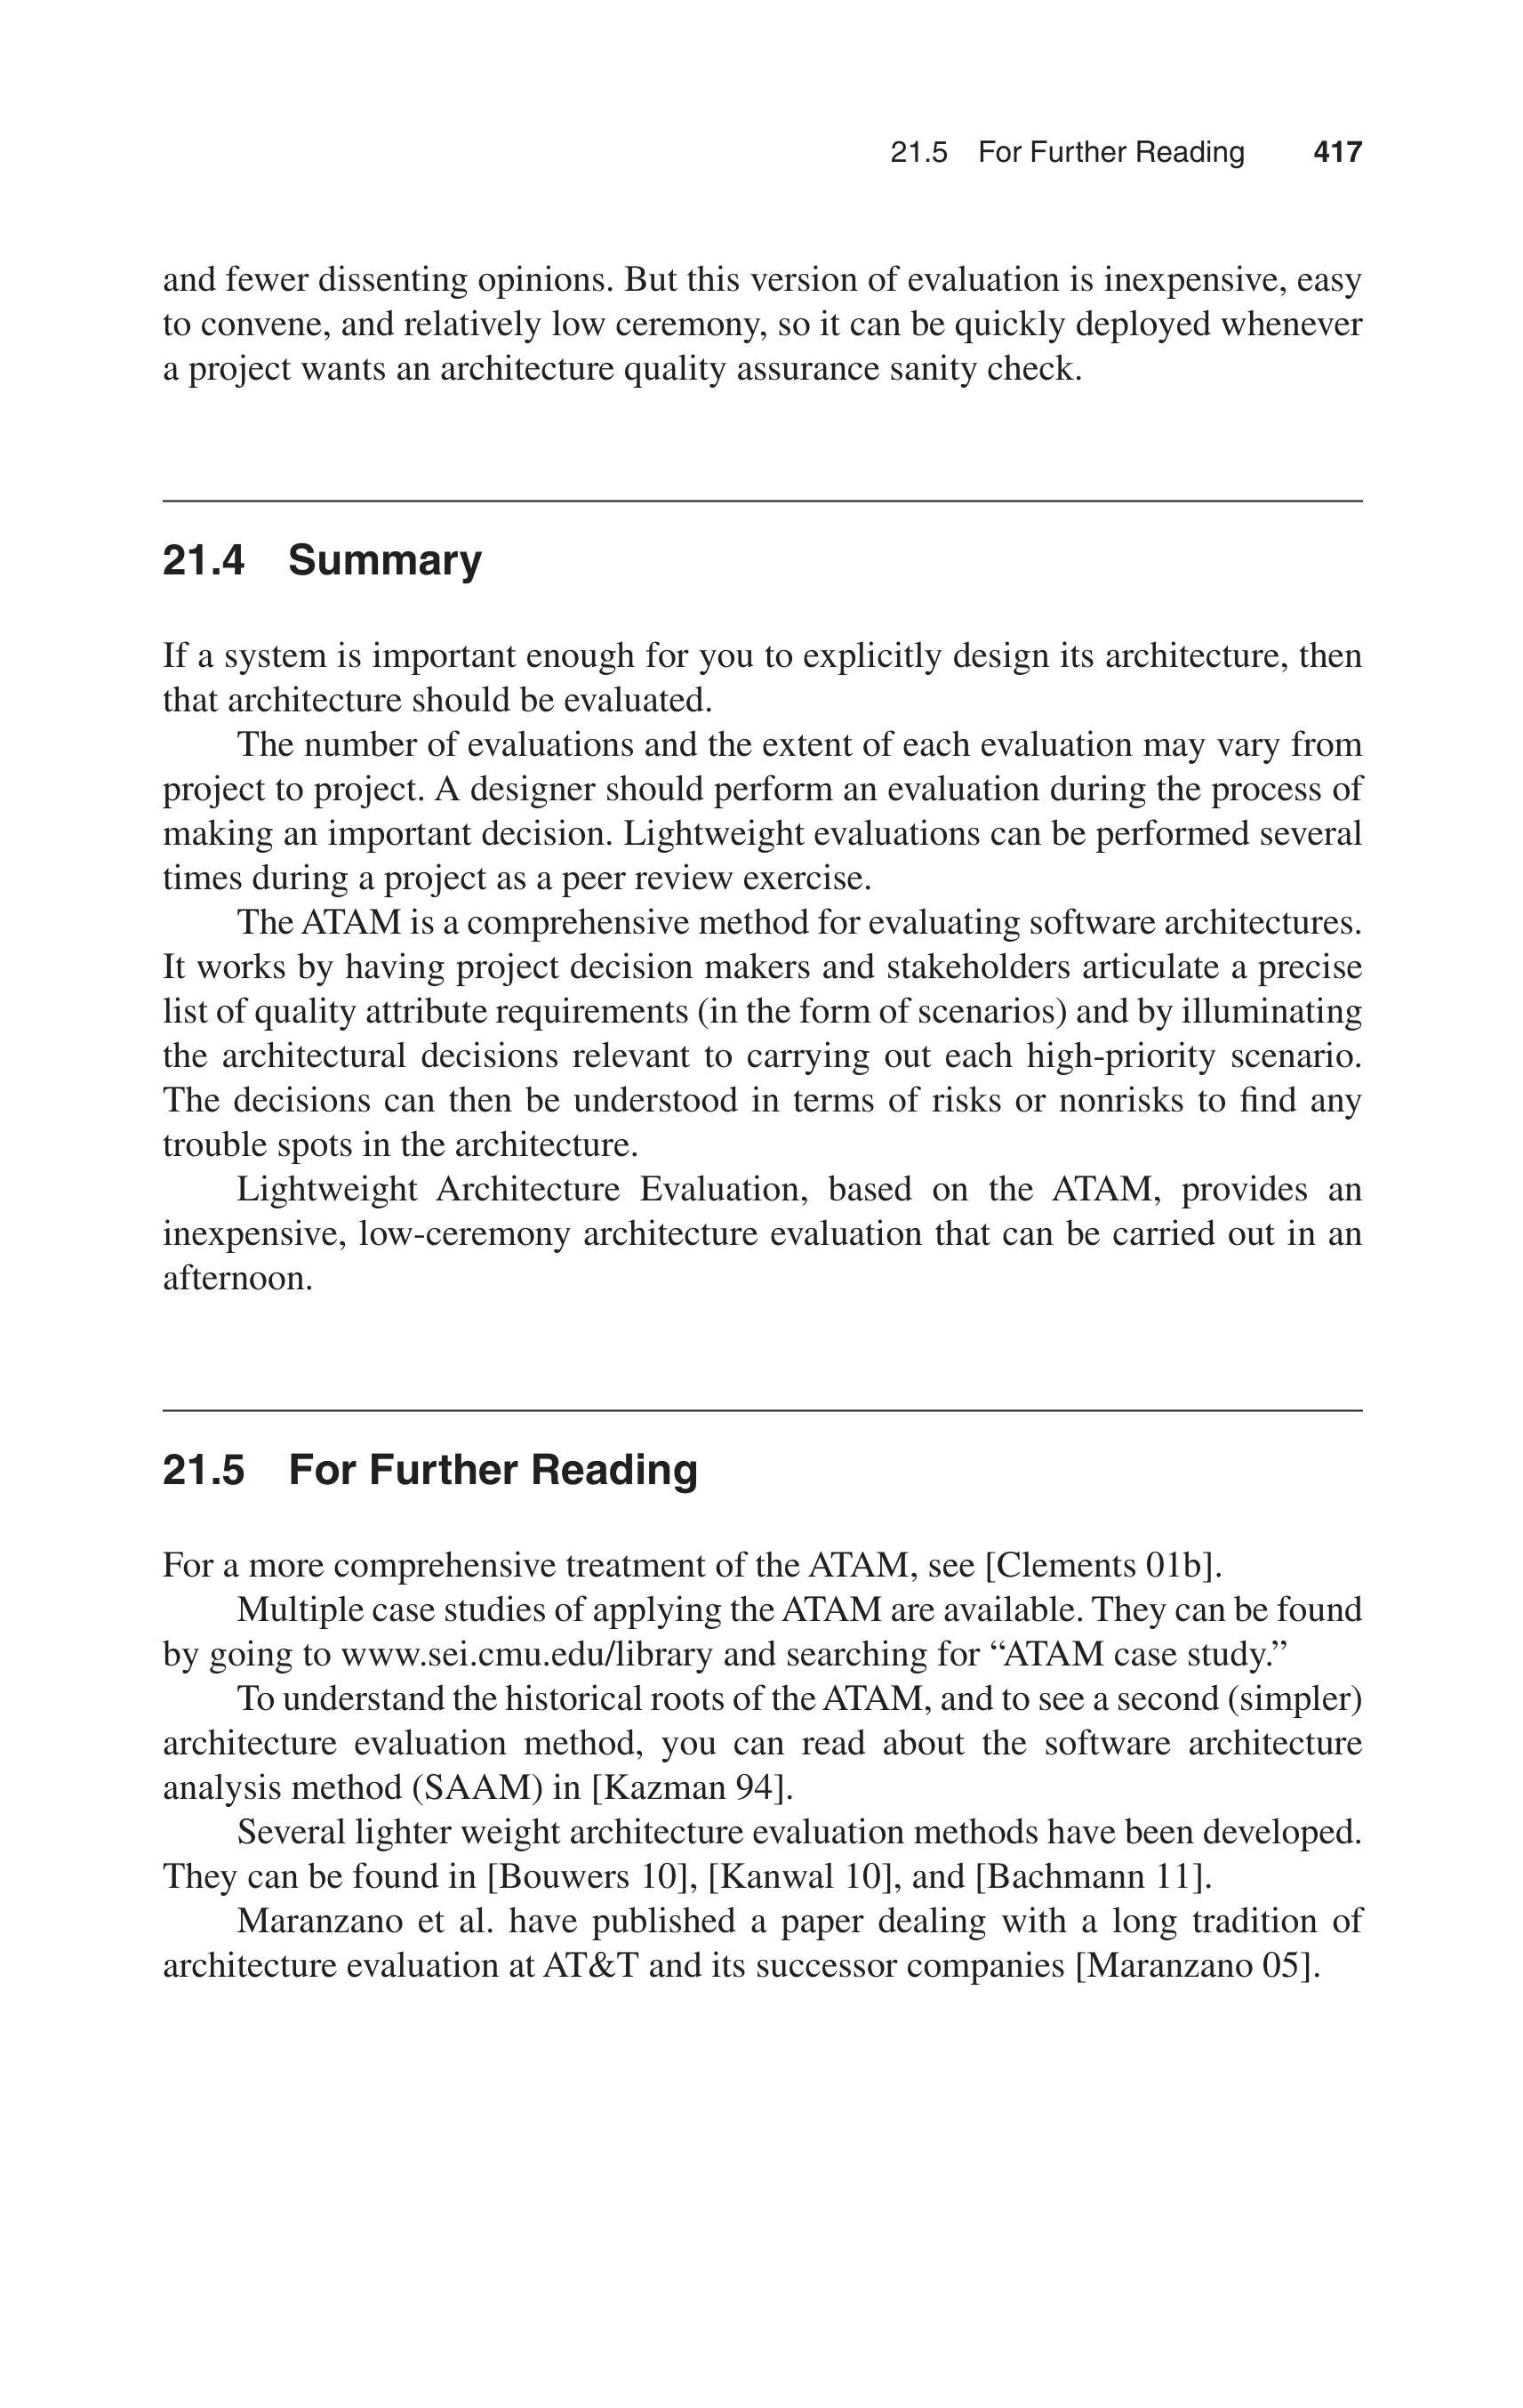 21.5 For Further Reading 417
and fewer dissenting opinions. But this version of evaluation is inexpensive, easy
to convene, and relatively low ceremony, so it can be quickly deployed whenever
a project wants an architecture quality assurance sanity check.
21.4 Summary
If a system is important enough for you to explicitly design its architecture, then
that architecture should be evaluated.
The number of evaluations and the extent of each evaluation may vary from
project to project. A designer should perform an evaluation during the process of
making an important decision. Lightweight evaluations can be performed several
times during a project as a peer review exercise.
The ATAM is a comprehensive method for evaluating software architectures.
It works by having project decision makers and stakeholders articulate a precise
list of quality attribute requirements (in the form of scenarios) and by illuminating
the architectural decisions relevant to carrying out each high-priority scenario.
The decisions can then be understood in terms of risks or nonrisks to find any
trouble spots in the architecture.
Lightweight Architecture Evaluation, based on the ATAM, provides an
inexpensive, low-ceremony architecture evaluation that can be carried out in an
afternoon.
21.5 For Further Reading
For a more comprehensive treatment of the ATAM, see [Clements 01b].
Multiple case studies of applying the ATAM are available. They can be found
by going to www.sei.cmu.edu/library and searching for “ATAM case study.”
To understand the historical roots of the ATAM, and to see a second (simpler)
architecture evaluation method, you can read about the software architecture
analysis method (SAAM) in [Kazman 94].
Several lighter weight architecture evaluation methods have been developed.
They can be found in [Bouwers 10], [Kanwal 10], and [Bachmann 11].
Maranzano et al. have published a paper dealing with a long tradition of
architecture evaluation at AT&T and its successor companies [Maranzano 05].